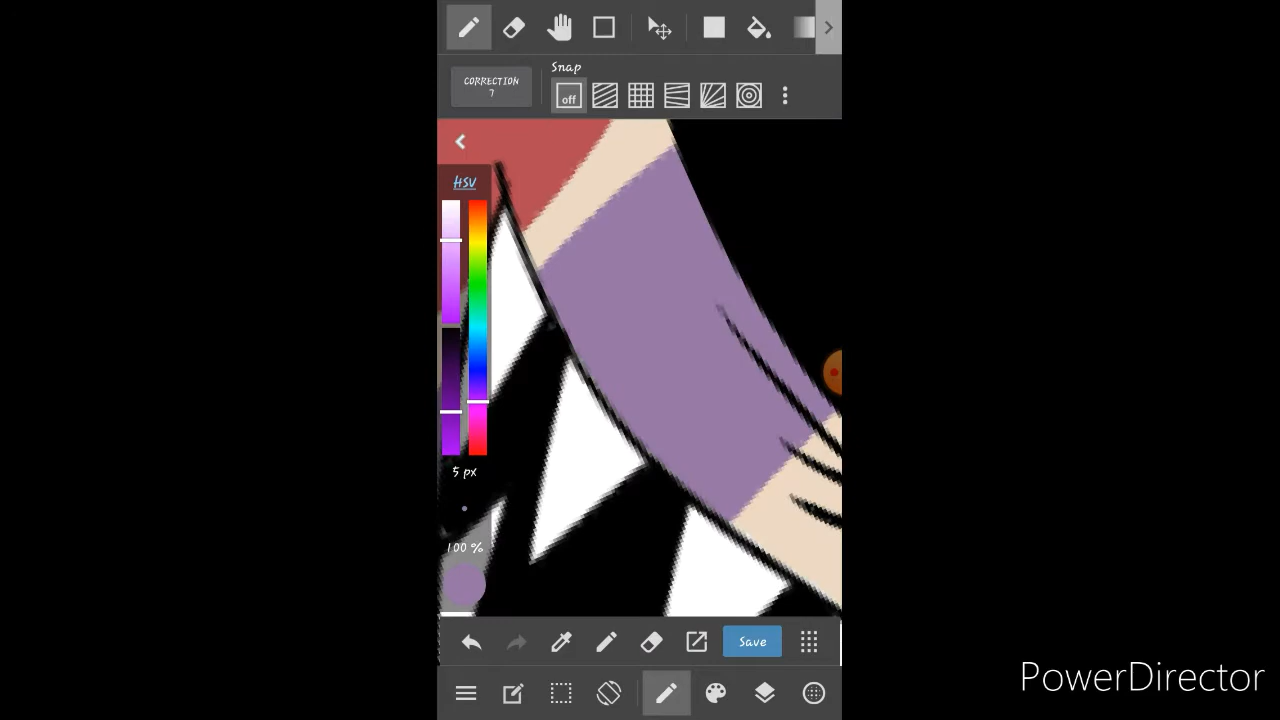 Snap
CORRECTION
7
off
HSV
5 px
100 %
Save
PowerDirector